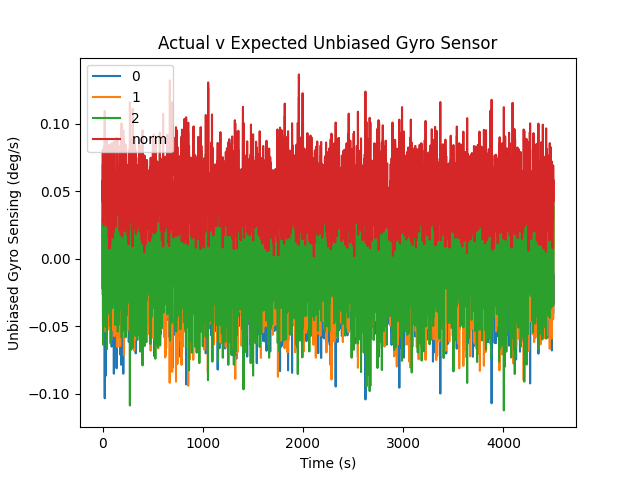 Actual v Expected Unbiased Gyro Sensor
0
1
2
norm
Unbiased Gyro Sensing (deg/s)
0.10
0.05
0.00
−0.05
−0.10
0 1000 2000 3000 4000
Time (s)